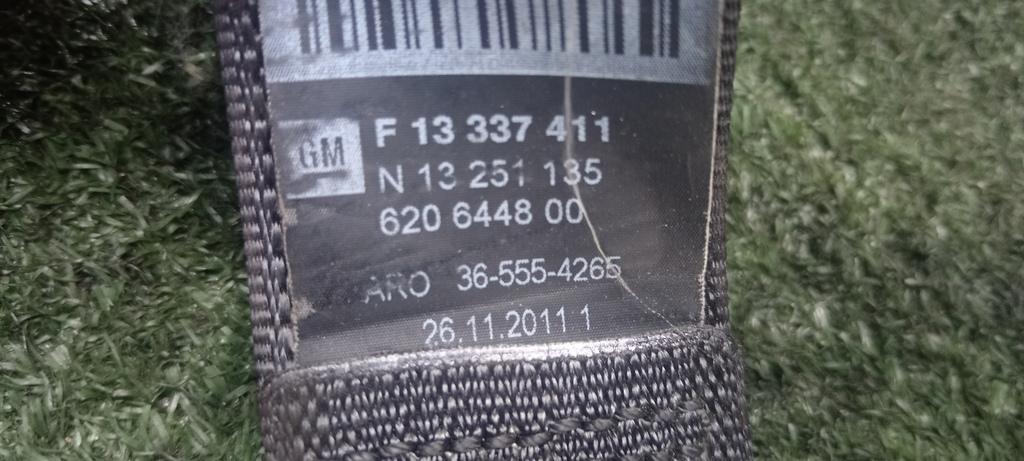 GM
F 13 337 411
N 13 251 135
620 6448 00
ARO 36-555-4265
26.11.2011 1